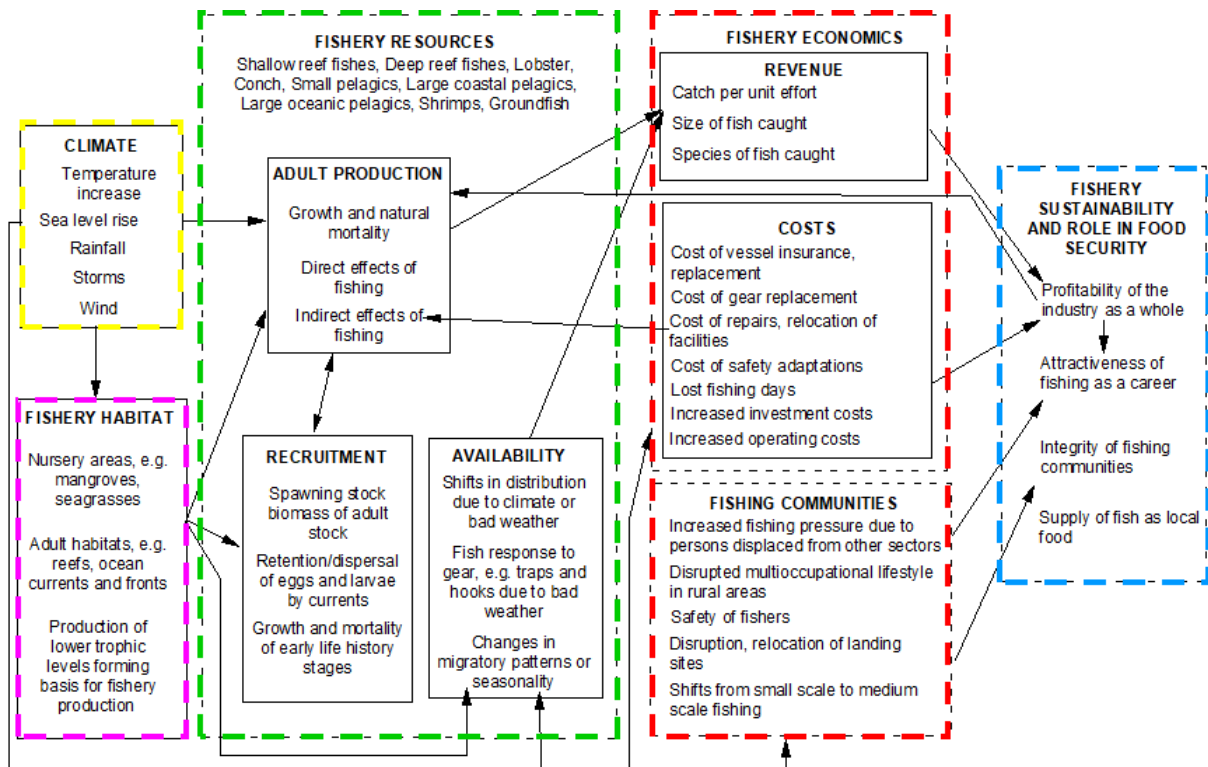 CLIMATE
Temperature
increase
Sea level rise
Rainfall
Storms
Wind
FISHERY HABITAT
Nursery areas, e.g.
mangroves,
seagrasses
Adult habitats, e.g.
reefs, ocean
currents and fronts
Production of
lower trophic
levels forming
basis for fishery
production
FISHERY RESOURCES
Shallow reef fishes, Deep reef fishes, Lobster,
Conch, Small pelagics, Large coastal pelagics,
Large oceanic pelagics, Shrimps, Groundfish
ADULT PRODUCTION
Growth and natural
mortality
Direct effects of
fishing
Indirect effects of
fishing
RECRUITMENT
Spawning stock
biomass of adult
stock
Retention/dispersal
of eggs and larvae
by currents
Growth and mortality
of early life history
stages
AVAILABILITY
Shifts in distribution
due to climate or
bad weather
Fish response to
gear, e.g. traps and
hooks due to bad
weather
Changes in
migratory patterns or
seasonality
FISHERY ECONOMICS
REVENUE
Catch per unit effort
Size of fish caught
Species of fish caught
COSTS
Cost of vessel insurance,
replacement
Cost of gear replacement
Cost of repairs, relocation of
facilities
Cost of safety adaptations
Lost fishing days
Increased investment costs
Increased operating costs
FISHING COMMUNITIES
Increased fishing pressure due to
persons displaced from other sectors
Disrupted multioccupational lifestyle
in rural areas
Safety of fishers
Disruption, relocation of landing
sites
Shifts from small scale to medium
scale fishing
FISHERY
SUSTAINABILITY
AND ROLE IN FOOD
SECURITY
Profitability of the
industry as a whole
Attractiveness of
fishing as a career
Integrity of fishing
communities
Supply of fish as local
food